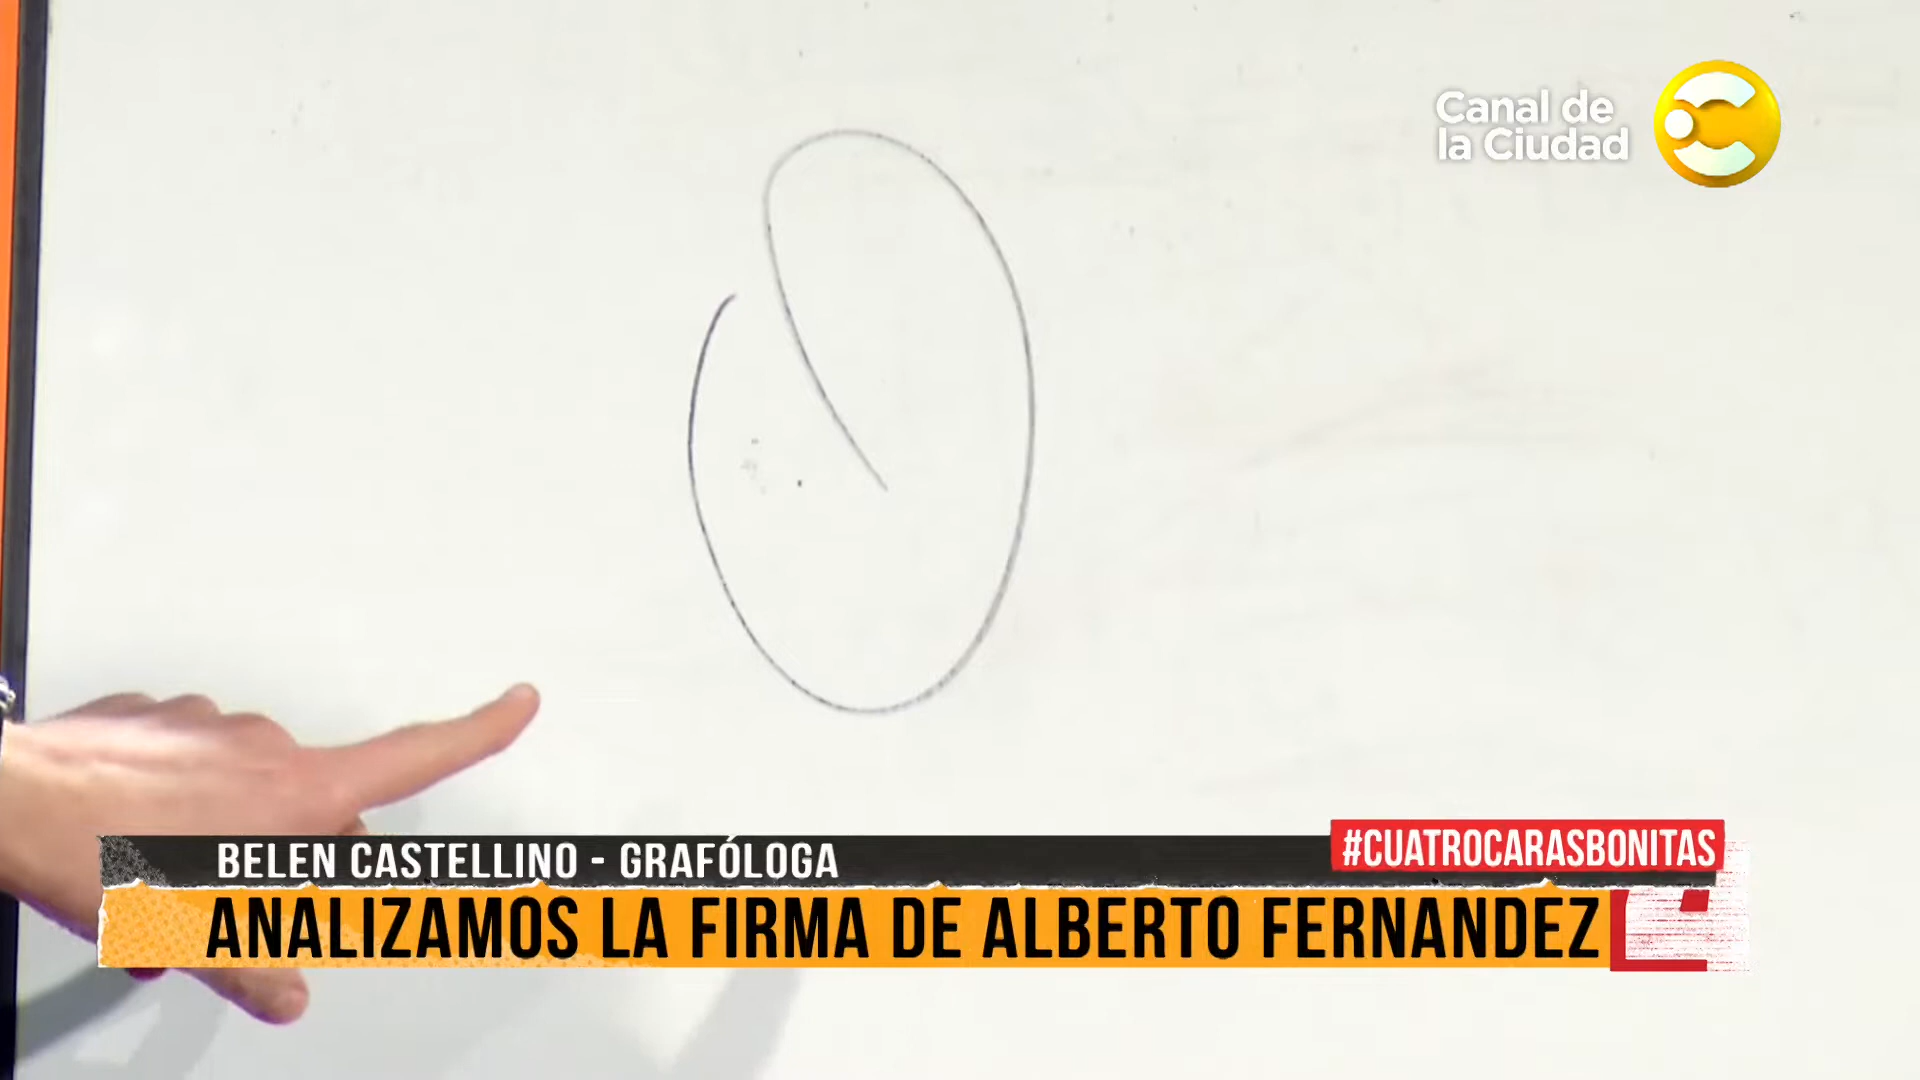 Canal de
la Ciudad
BELEN CASTELLINO - GRAFÓLOGA
#CUATROCARASBONITAS
ANALIZAMOS LA FIRMA DE ALBERTO FERNANDEZ